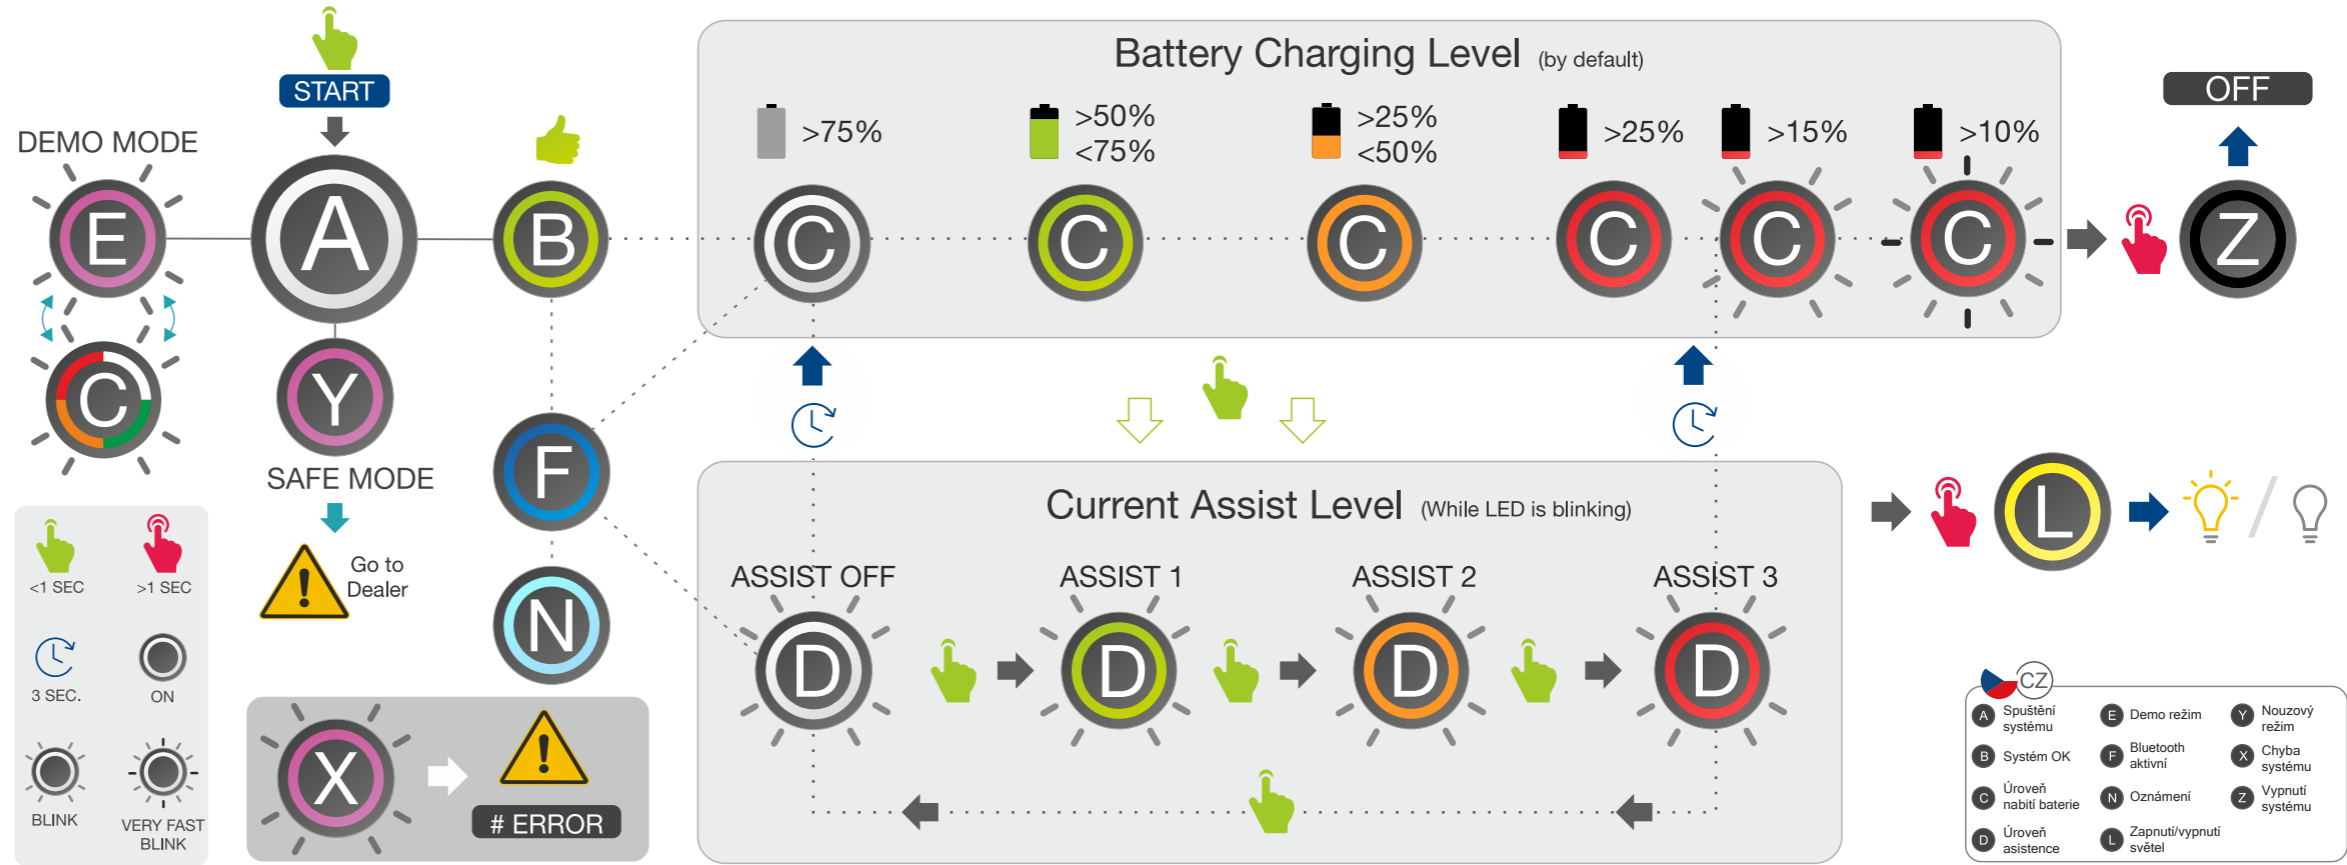 START
DEMO MODE
E
A
B
C
Y
SAFE MODE
Go to
Dealer
F
N
X
# ERROR
<1 SEC
>1 SEC
3 SEC.
ON
BLINK
VERY FAST
BLINK
Battery Charging Level (by default)
>75%
>50%
<75%
>25%
<50%
>25%
>15%
>10%
C
C
C
C
C
C
OFF
Z
Current Assist Level (While LED is blinking)
ASSIST OFF
ASSIST 1
ASSIST 2
ASSIST 3
D
D
D
D
L
CZ
A Spuštění
systému
B Systém OK
C Úroveň
nabití baterie
D Úroveň
asistence
E Demo režim
F Bluetooth
aktivní
N Oznámení
L Zapnutí/vypnutí
světel
Y Nouzový
režim
X Chyba
systému
Z Vypnutí
systému